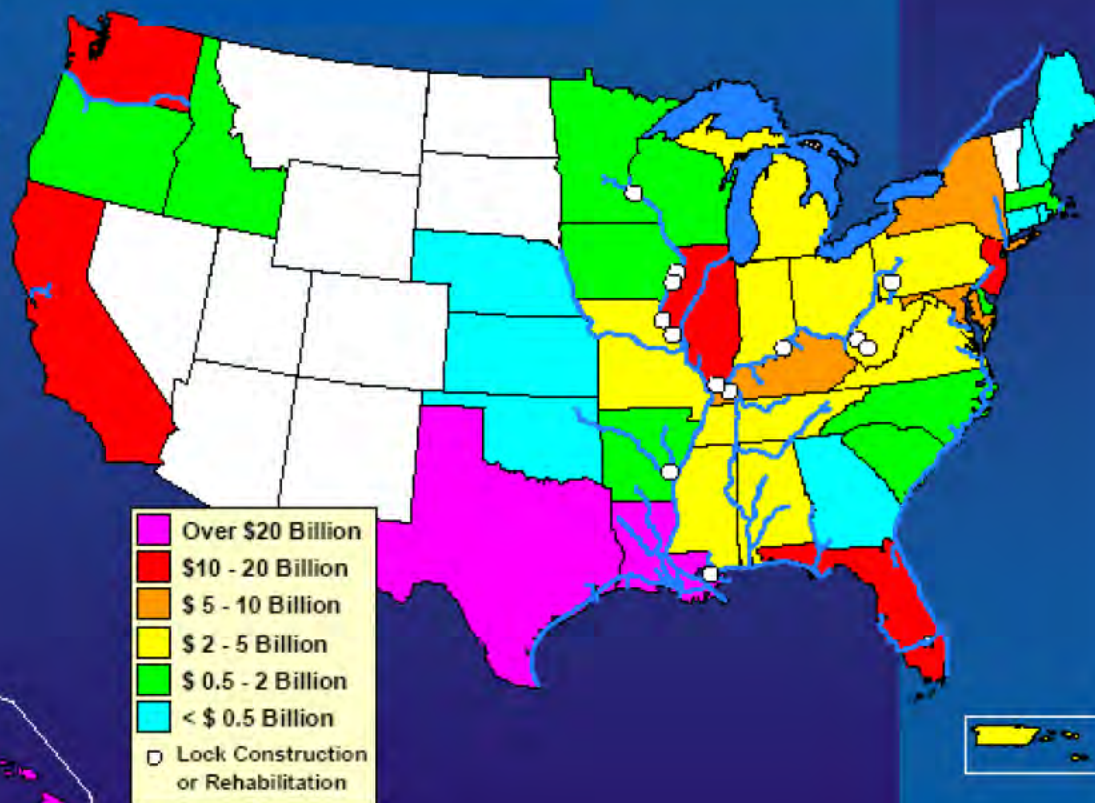 Over $20 Billion
$10 - 20 Billion
$ 5 - 10 Billion
$ 2 - 5 Billion
$ 0.5 - 2 Billion
< $ 0.5 Billion
Lock Construction
or Rehabilitation